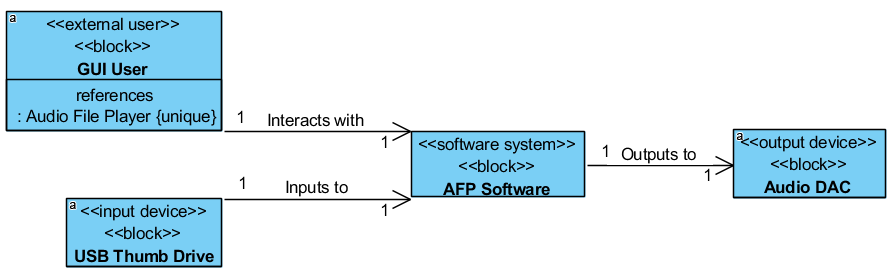 a
<<external user>>
<<block>>
GUI User
references
: Audio File Player {unique}
1
Interacts with
1
a
<<input device>>
<<block>>
USB Thumb Drive
1
Inputs to
1
<<software system>>
<<block>>
AFP Software
1
Outputs to
1
a
<<output device>>
<<block>>
Audio DAC